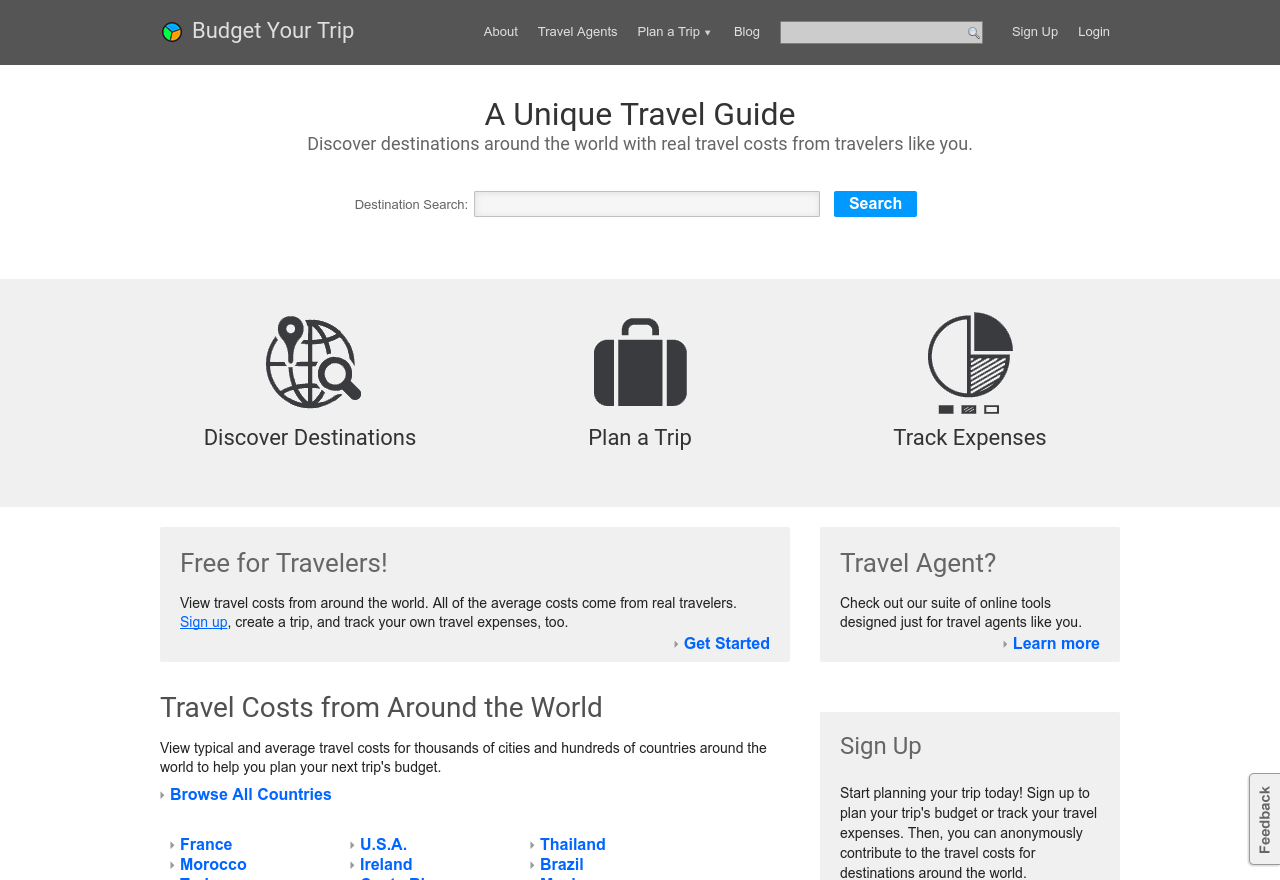 Budget Your Trip
About
Travel Agents
Plan a Trip ▼
Blog
Sign Up
Login
A Unique Travel Guide
Discover destinations around the world with real travel costs from travelers like you.
Destination Search:
Search
Discover Destinations
Plan a Trip
Track Expenses
Free for Travelers!
View travel costs from around the world. All of the average costs come from real travelers.
Sign up, create a trip, and track your own travel expenses, too.
Get Started
Travel Agent?
Check out our suite of online tools
designed just for travel agents like you.
Learn more
Travel Costs from Around the World
View typical and average travel costs for thousands of cities and hundreds of countries around the
world to help you plan your next trip's budget.
Browse All Countries
France
U.S.A.
Thailand
Morocco
Ireland
Brazil
Sign Up
Start planning your trip today! Sign up to
plan your trip's budget or track your travel
expenses. Then, you can anonymously
contribute to the travel costs for
destinations around the world.
Feedback